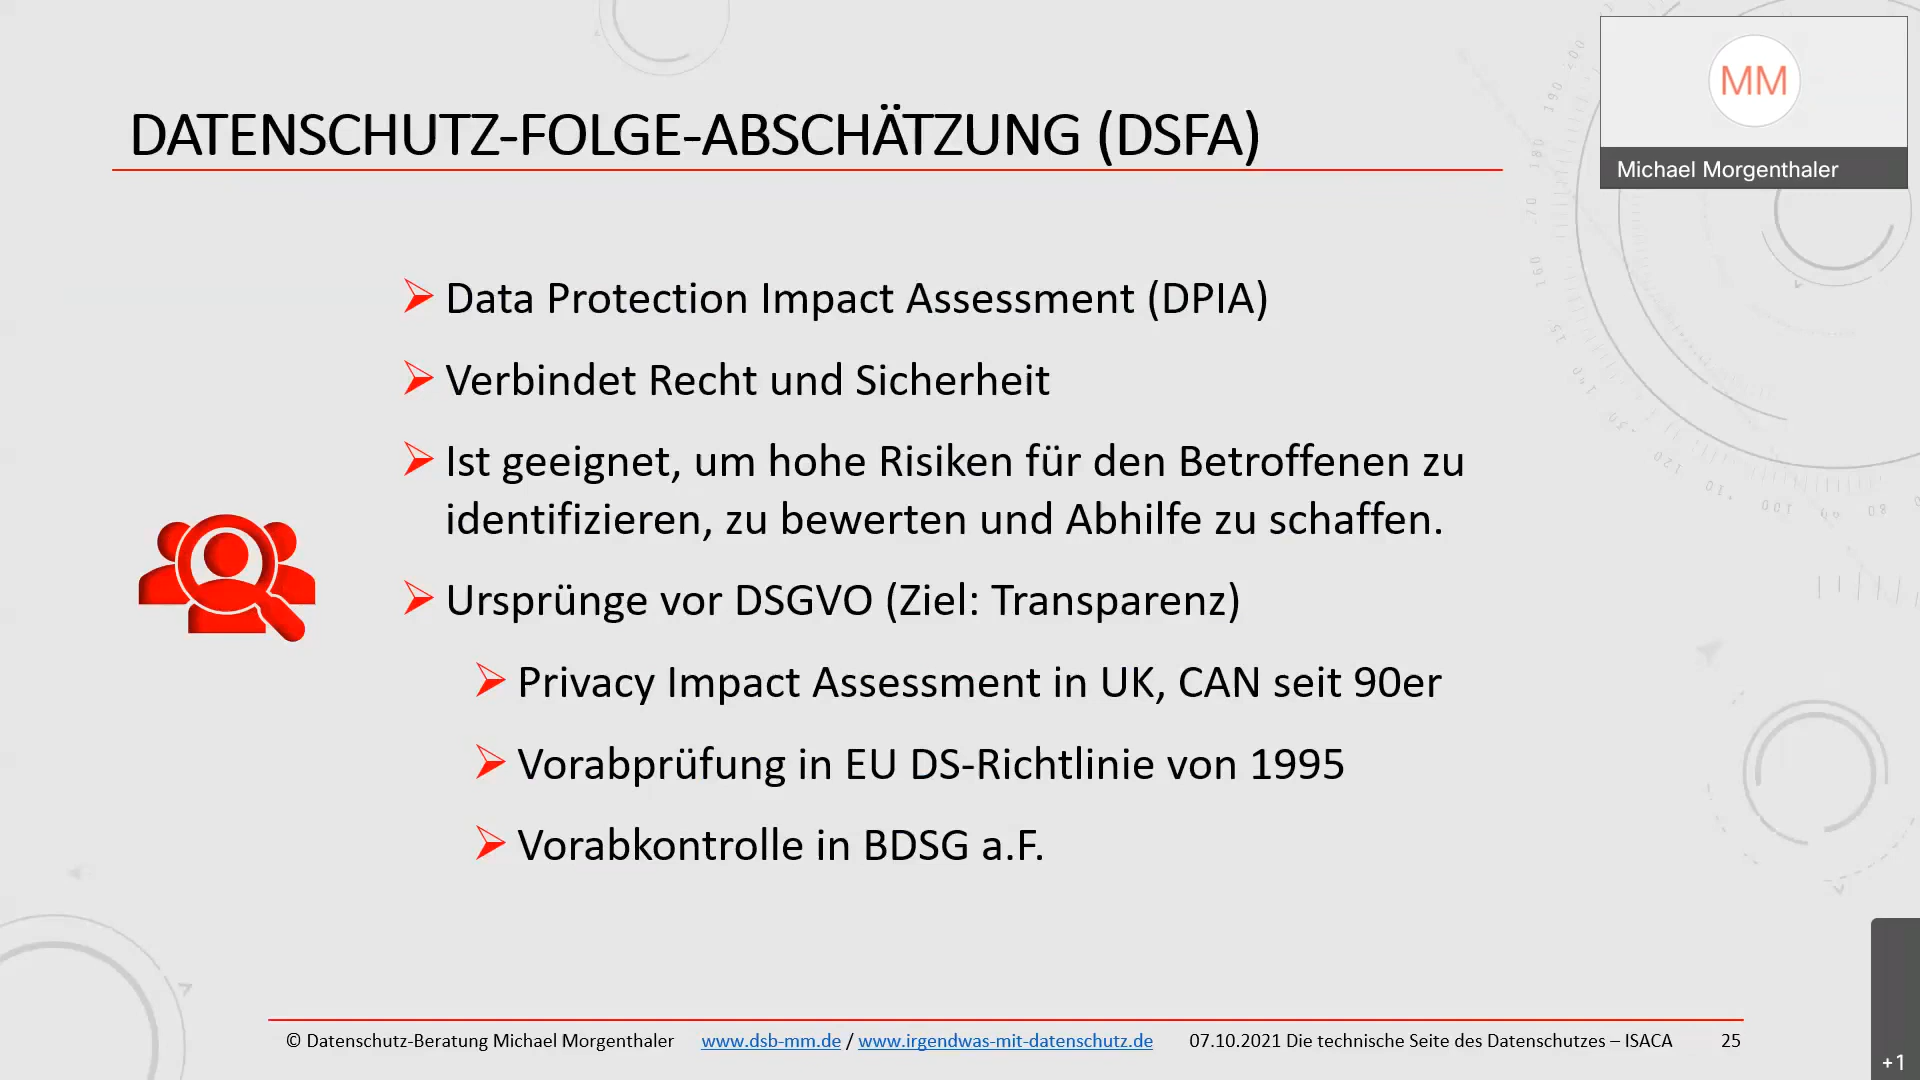 DATENSCHUTZ-FOLGE-ABSCHÄTZUNG (DSFA)
MM
Michael Morgenthaler
Data Protection Impact Assessment (DPIA)
Verbindet Recht und Sicherheit
Ist geeignet, um hohe Risiken für den Betroffenen zu
identifizieren, zu bewerten und Abhilfe zu schaffen.
Ursprünge vor DSGVO (Ziel: Transparenz)
Privacy Impact Assessment in UK, CAN seit 90er
Vorabprüfung in EU DS-Richtlinie von 1995
Vorabkontrolle in BDSG a.F.
© Datenschutz-Beratung Michael Morgenthaler www.dsb-mm.de / www.irgendwas-mit-datenschutz.de 07.10.2021 Die technische Seite des Datenschutzes – ISACA 25
+1